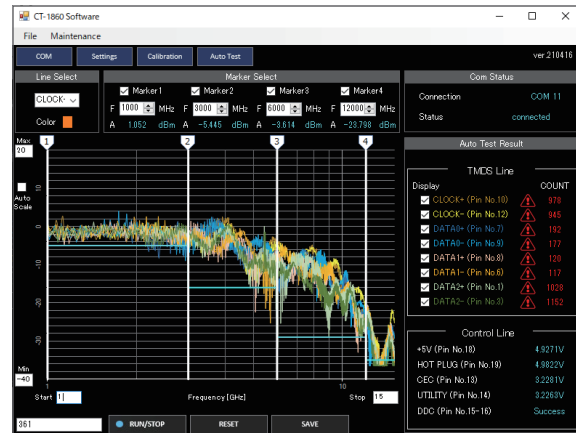 CT-1860 Software
File Maintenance
COM Settings Calibration Auto Test ver.210416
Line Select Marker Select Com Status
Marker1 Marker2 Marker3 Marker4
CLOCK-
F 1000 MHz F 3000 MHz F 6000 MHz F 12000 MHz
Connection COM 11
Color A 1.052 dBm A -5.445 dBm A -3.614 dBm A -23.798 dBm
Status connected
Max
20
1 2 3 4
Auto Test Result
TMDS Line
Display COUNT
Auto
Scale
10
0
-10
-20
-30
CLOCK+ (Pin No.10) 978
CLOCK- (Pin No.12) 945
DATA0+ (Pin No.7) 192
DATA0- (Pin No.9) 177
DATA1+ (Pin No.8) 120
DATA1- (Pin No.6) 117
DATA2+ (Pin No.1) 1029
DATA2- (Pin No.3) 1152
Control Line
+5V (Pin No.18) 4.9271V
HOT PLUG (Pin No.19) 4.9822V
CEC (Pin No.13) 3.2281V
UTILITY (Pin No.14) 3.2263V
DDC (Pin No.15-16) Success
Min
-40
1 10
Start 1 Frequency[GHz] Stop 15
361 RUN/STOP RESET SAVE